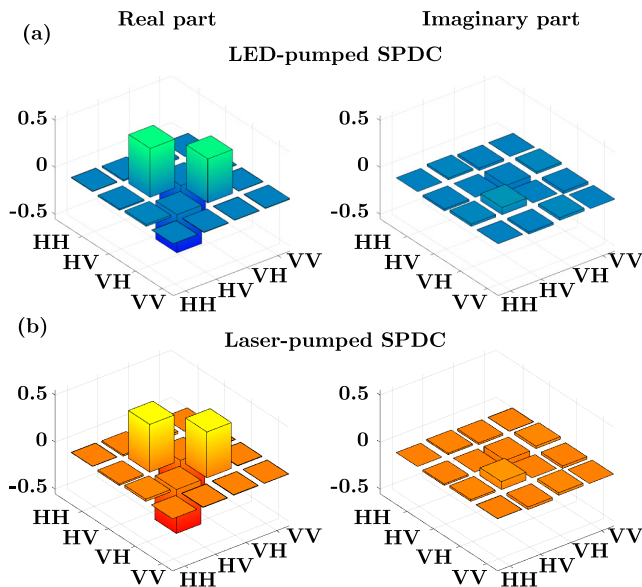 Real part Imaginary part
(a)
LED-pumped SPDC
0.5 0.5
0 0
-0.5 -0.5
HH VV HH VV
HV VH HV VH
VH HV VH HV
VV HH VV HH
(b)
Laser-pumped SPDC
0.5 0.5
0 0
-0.5 -0.5
HH VV HH VV
HV VH HV VH
VH HV VH HV
VV HH VV HH